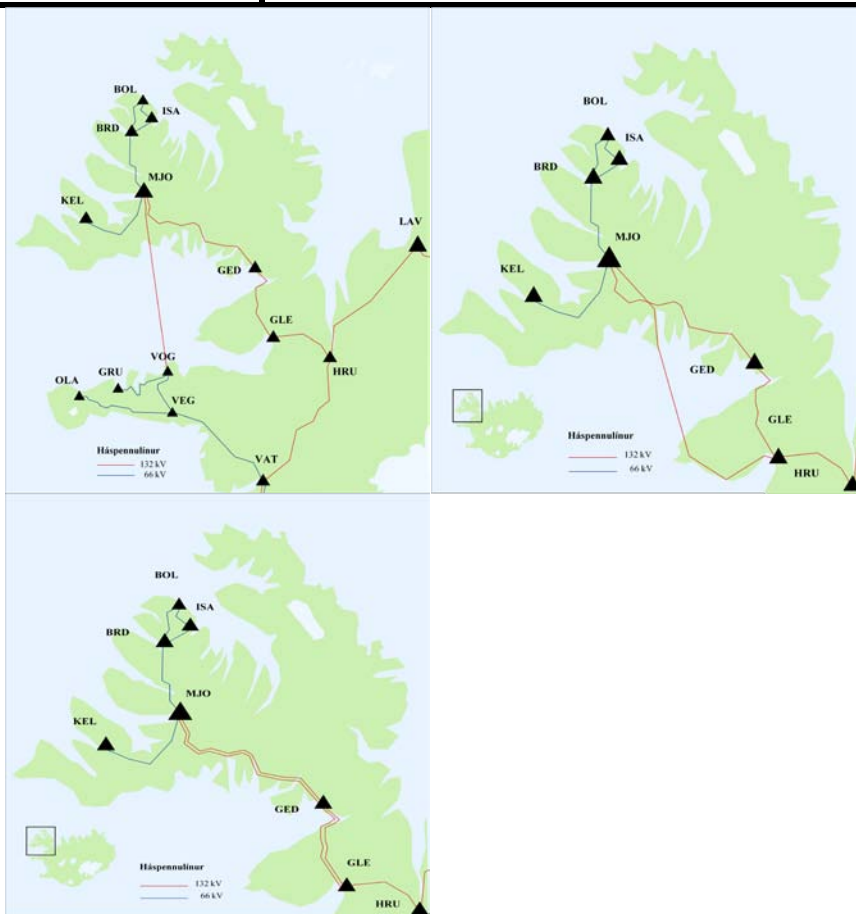 BOL
ISA
BRD
MJO
KEL
LAV
GED
GLE
VOG
HRU
GRU
OLA
VEG
Háspennulínur
132 kV
66 kV
VAT
BOL
ISA
BRD
MJO
KEL
GED
GLE
Háspennulínur
132 kV
66 kV
HRU
BOL
ISA
BRD
MJO
KEL
GED
GLE
Háspennulínur
132 kV
66 kV
HRU